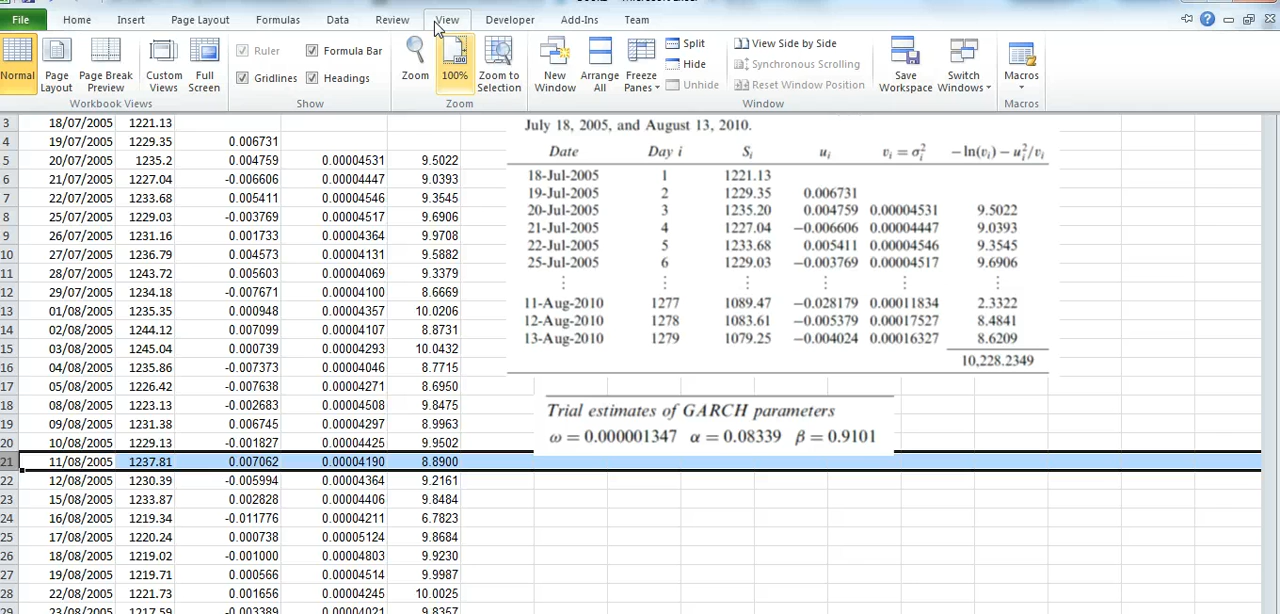 File Home Insert Page Layout Formulas Data Review View Developer Add-Ins Team
Normal Page Layout Page Break Preview Custom Views Full Screen
Workbook Views
Ruler Formula Bar
Gridlines Headings
Show
Zoom 100% Zoom to Selection
Zoom
New Window Arrange All Freeze Panes
Split
Hide
Unhide
View Side by Side
Synchronous Scrolling
Reset Window Position
Save Workspace Switch Windows
Window
Macros
Macros
3 18/07/2005 1221.13
4 19/07/2005 1229.35 0.006731
5 20/07/2005 1235.2 0.004759 0.00004531 9.5022
6 21/07/2005 1227.04 -0.006606 0.00004447 9.0393
7 22/07/2005 1233.68 0.005411 0.00004546 9.3545
8 25/07/2005 1229.03 -0.003769 0.00004517 9.6906
9 26/07/2005 1231.16 0.001733 0.00004364 9.9708
10 27/07/2005 1236.79 0.004573 0.00004131 9.5882
11 28/07/2005 1243.72 0.005603 0.00004069 9.3379
12 29/07/2005 1234.18 -0.007671 0.00004100 8.6669
13 01/08/2005 1235.35 0.000948 0.00004357 10.0206
14 02/08/2005 1244.12 0.007099 0.00004107 8.8731
15 03/08/2005 1245.04 0.000739 0.00004293 10.0432
16 04/08/2005 1235.86 -0.007373 0.00004046 8.7715
17 05/08/2005 1226.42 -0.007638 0.00004271 8.6950
18 08/08/2005 1223.13 -0.002683 0.00004508 9.8475
19 09/08/2005 1231.38 0.006745 0.00004297 8.9963
20 10/08/2005 1229.13 -0.001827 0.00004425 9.9502
21 11/08/2005 1237.81 0.007062 0.00004190 8.8900
22 12/08/2005 1230.39 -0.005994 0.00004364 9.2161
23 15/08/2005 1233.87 0.002828 0.00004406 9.8484
24 16/08/2005 1219.34 -0.011776 0.00004211 6.7823
25 17/08/2005 1220.24 0.000738 0.00005124 9.8684
26 18/08/2005 1219.02 -0.001000 0.00004803 9.9230
27 19/08/2005 1219.71 0.000566 0.00004514 9.9987
28 22/08/2005 1221.73 0.001656 0.00004245 10.0025
29 23/08/2005 1217.59 -0.003389 0.00004021 9.8357
July 18, 2005, and August 13, 2010.
Date Day i Sᵢ uᵢ vᵢ = σᵢ² −ln(vᵢ) − uᵢ²/vᵢ
18-Jul-2005 1 1221.13
19-Jul-2005 2 1229.35 0.006731
20-Jul-2005 3 1235.20 0.004759 0.00004531 9.5022
21-Jul-2005 4 1227.04 −0.006606 0.00004447 9.0393
22-Jul-2005 5 1233.68 0.005411 0.00004546 9.3545
25-Jul-2005 6 1229.03 −0.003769 0.00004517 9.6906
⋮ ⋮ ⋮ ⋮ ⋮ ⋮
11-Aug-2010 1277 1089.47 −0.028179 0.00011834 2.3322
12-Aug-2010 1278 1083.61 −0.005379 0.00017527 8.4841
13-Aug-2010 1279 1079.25 −0.004024 0.00016327 8.6209
10,228.2349
Trial estimates of GARCH parameters
ω = 0.000001347 α = 0.08339 β = 0.9101